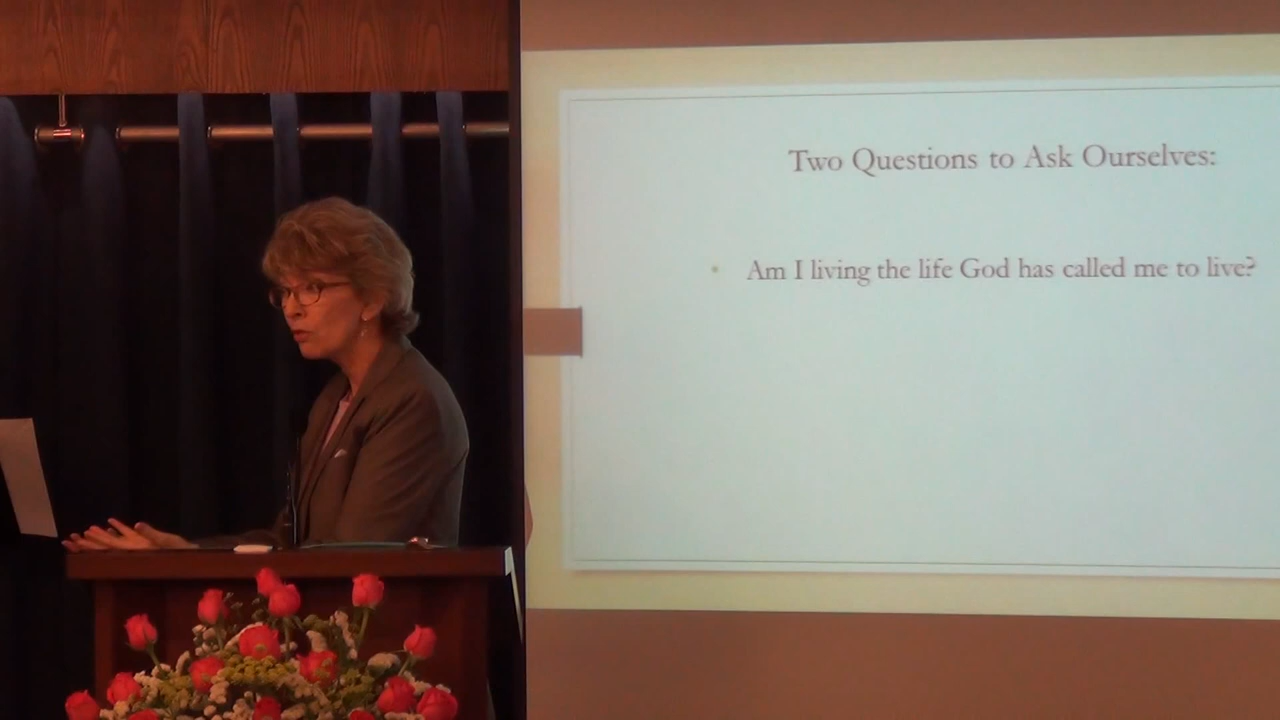 Two Questions to Ask Ourselves:
• Am I living the life God has called me to live?